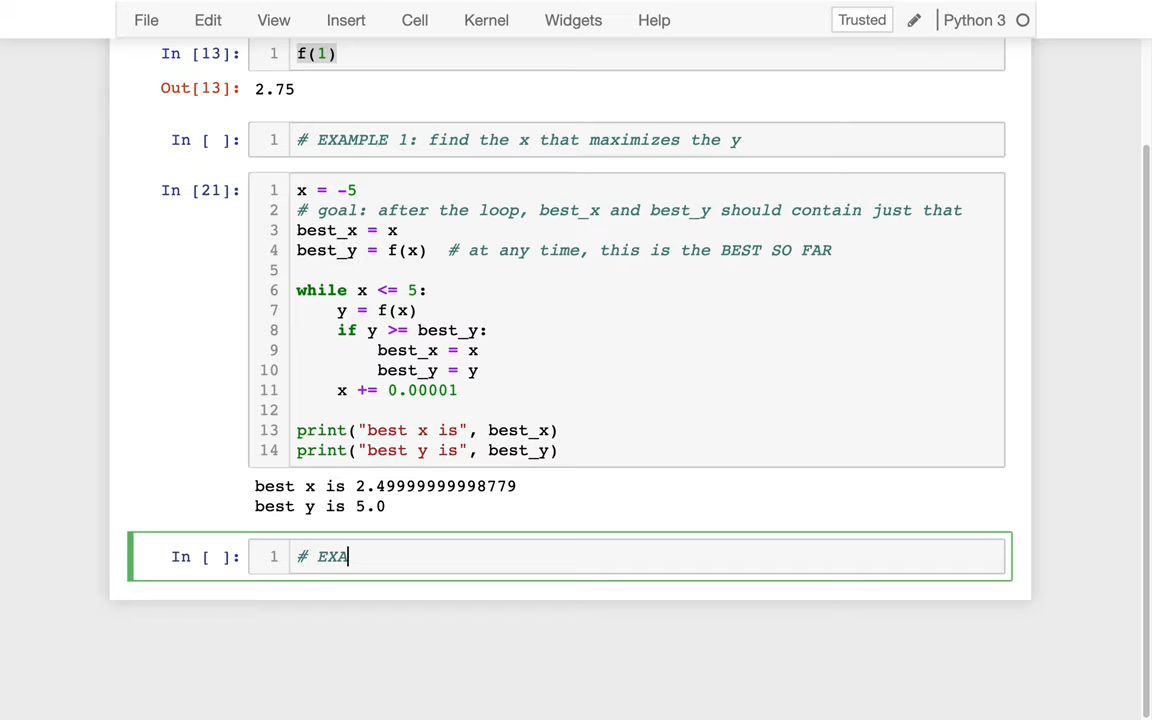 File Edit View Insert Cell Kernel Widgets Help Trusted Python 3
In [13]: 1 f(1)
Out[13]: 2.75
In [ ]: 1 # EXAMPLE 1: find the x that maximizes the y
In [21]: 1 x = -5
2 # goal: after the loop, best_x and best_y should contain just that
3 best_x = x
4 best_y = f(x)  # at any time, this is the BEST SO FAR
5
6 while x <= 5:
7     y = f(x)
8     if y >= best_y:
9         best_x = x
10         best_y = y
11     x += 0.00001
12
13 print("best x is", best_x)
14 print("best y is", best_y)
best x is 2.49999999998779
best y is 5.0
In [ ]: 1 # EXA